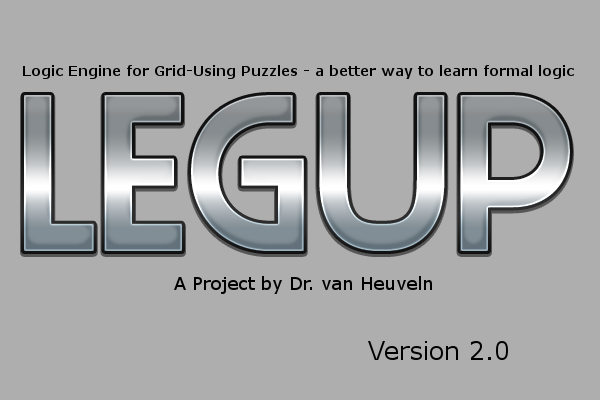 Logic Engine for Grid-Using Puzzles - a better way to learn formal logic
LEGUP
A Project by Dr. van Heuveln
Version 2.0